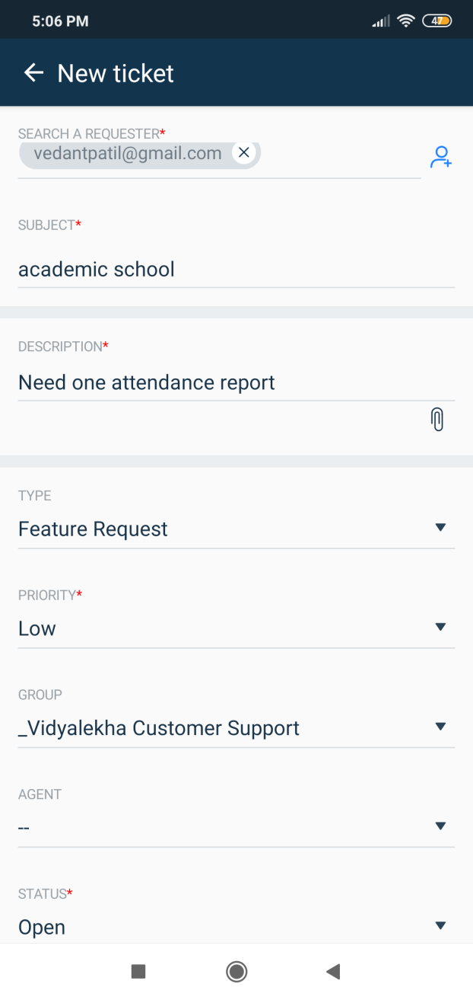 5:06 PM
47
New ticket
SEARCH A REQUESTER*
vedantpatil@gmail.com
SUBJECT*
academic school
DESCRIPTION*
Need one attendance report
TYPE
Feature Request
PRIORITY*
Low
GROUP
_Vidyalekha Customer Support
AGENT
--
STATUS*
Open